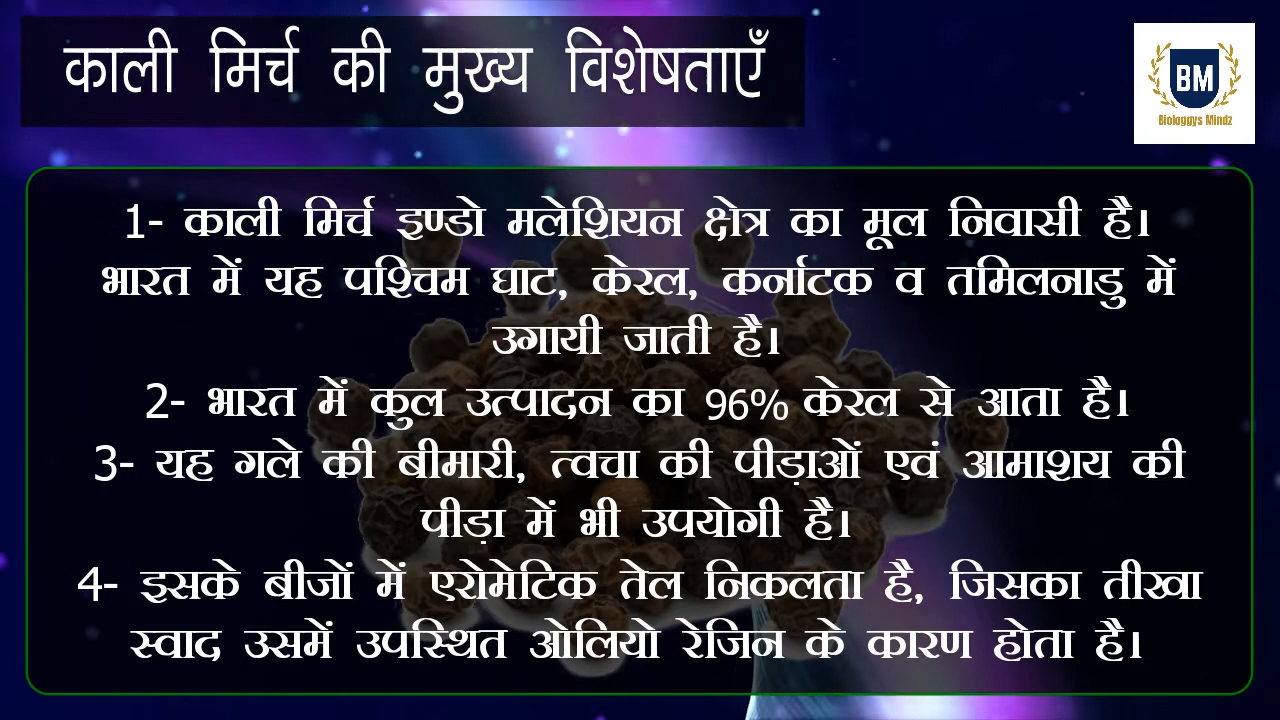 काली मिर्च की मुख्य विशेषताएँ
BM
Biologgys Mindz
1- काली मिर्च इण्डो मलेशियन क्षेत्र का मूल निवासी है।
भारत में यह पश्चिम घाट, केरल, कर्नाटक व तमिलनाडु में
उगायी जाती है।
2- भारत में कुल उत्पादन का 96% केरल से आता है।
3- यह गले की बीमारी, त्वचा की पीड़ाओं एवं आमाशय की
पीड़ा में भी उपयोगी है।
4- इसके बीजों में एरोमेटिक तेल निकलता है, जिसका तीखा
स्वाद उसमें उपस्थित ओलियो रेजिन के कारण होता है।